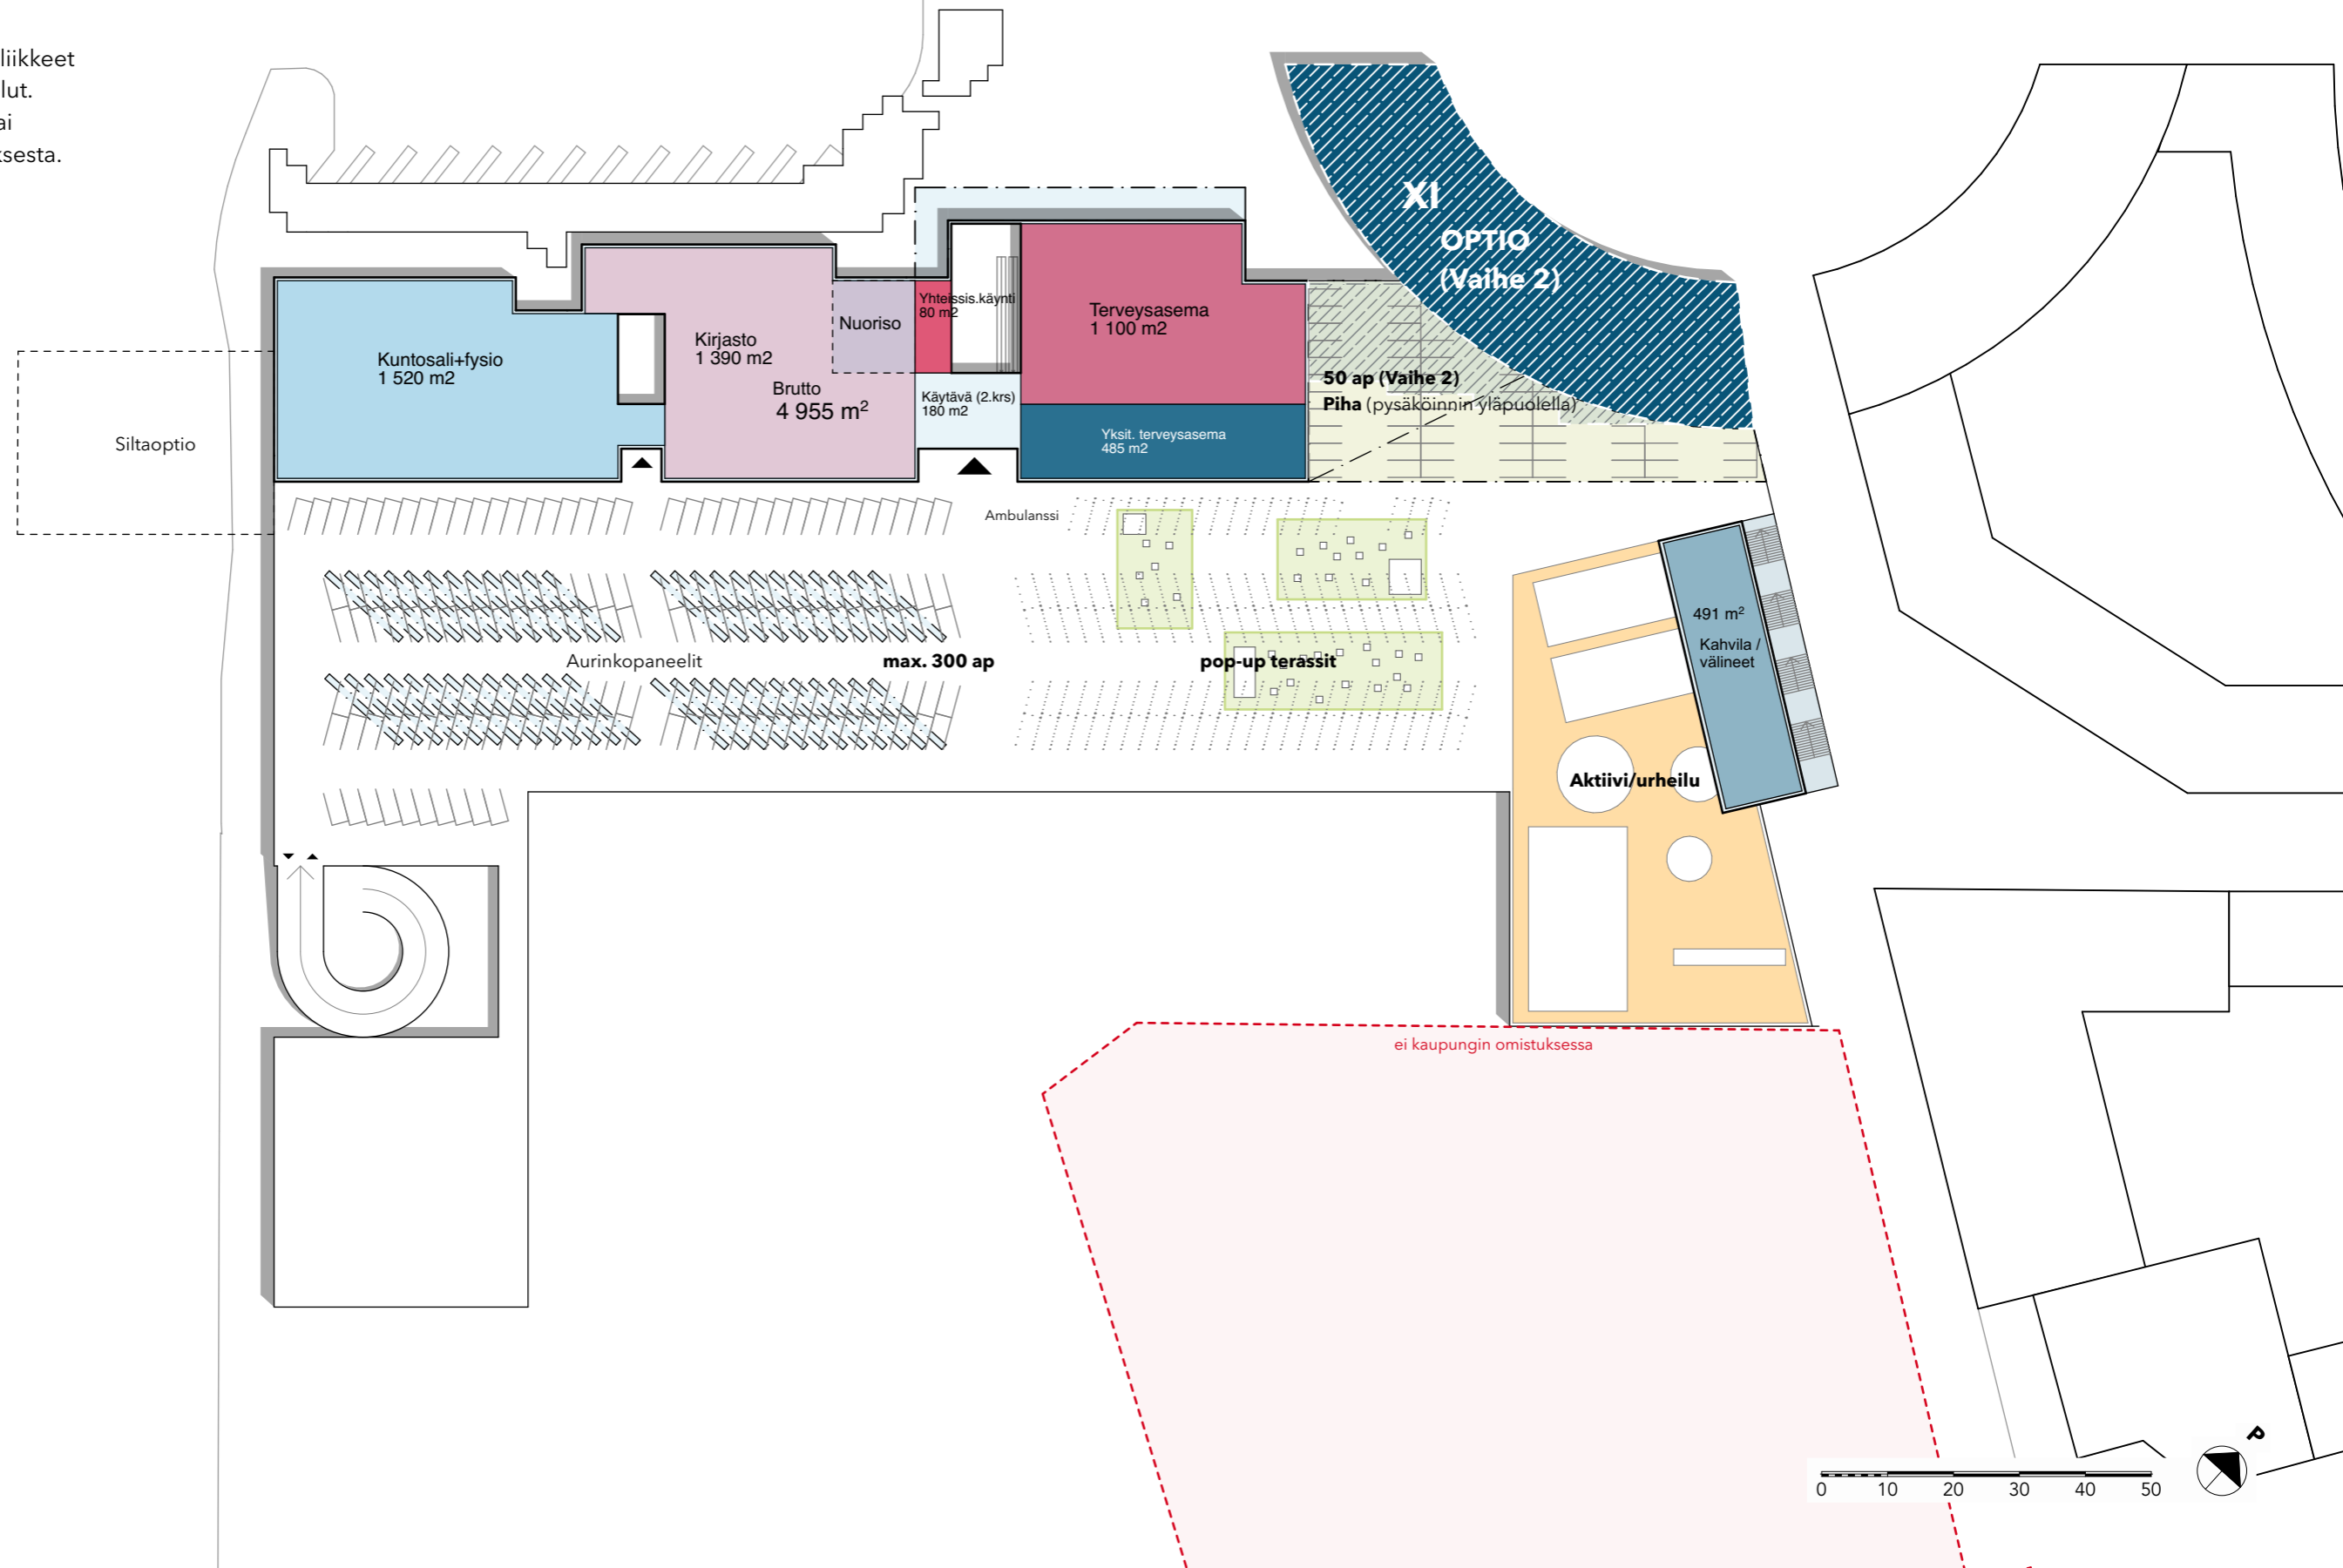 liikkeet
lut.
ai
ksesta.
XI
OPTIO
(Vaihe 2)
Yhteissis.käynti
80 m2
Terveysasema
1 100 m2
Nuoriso
Kirjasto
1 390 m2
Kuntosali+fysio
1 520 m2
Brutto
4 955 m²
Käytävä (2.krs)
180 m2
50 ap (Vaihe 2)
Piha (pysäköinnin yläpuolella)
Yksit. terveysasema
485 m2
Siltaoptio
Ambulanssi
491 m²
Kahvila /
välineet
Aurinkopaneelit
max. 300 ap
pop-up terassit
Aktiivi/urheilu
ei kaupungin omistuksessa
P
0 10 20 30 40 50